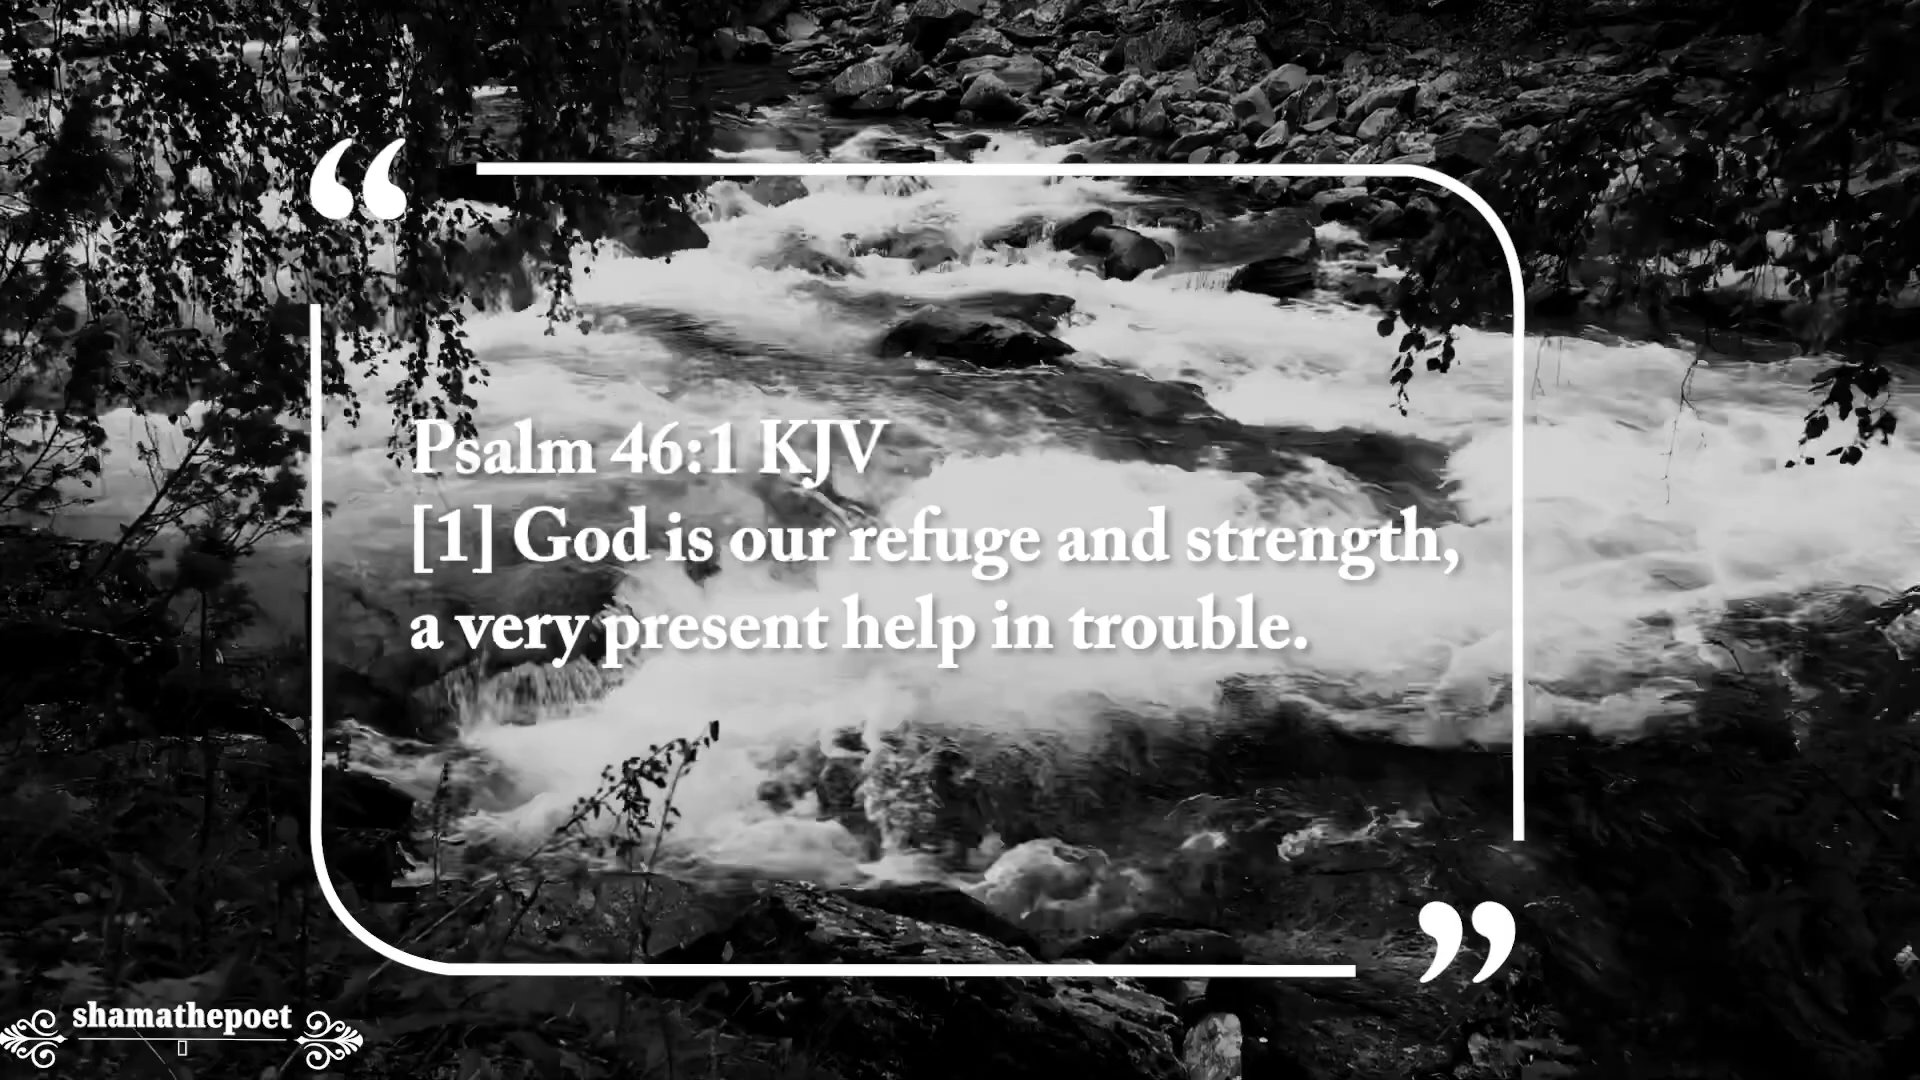 Psalm 46:1 KJV
[1] God is our refuge and strength,
a very present help in trouble.
shamathepoet